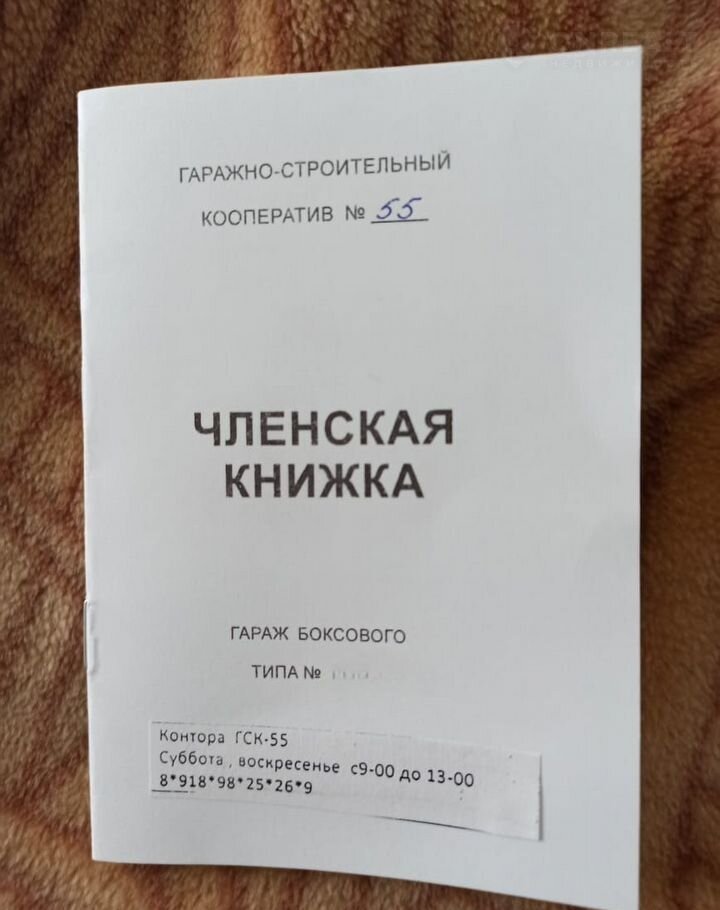 ГАРАЖНО-СТРОИТЕЛЬНЫЙ
КООПЕРАТИВ № 55
ЧЛЕНСКАЯ
КНИЖКА
ГАРАЖ БОКСОВОГО
ТИПА №
Контора ГСК-55
Суббота , воскресенье с9-00 до 13-00
8*918*98*25*26*9